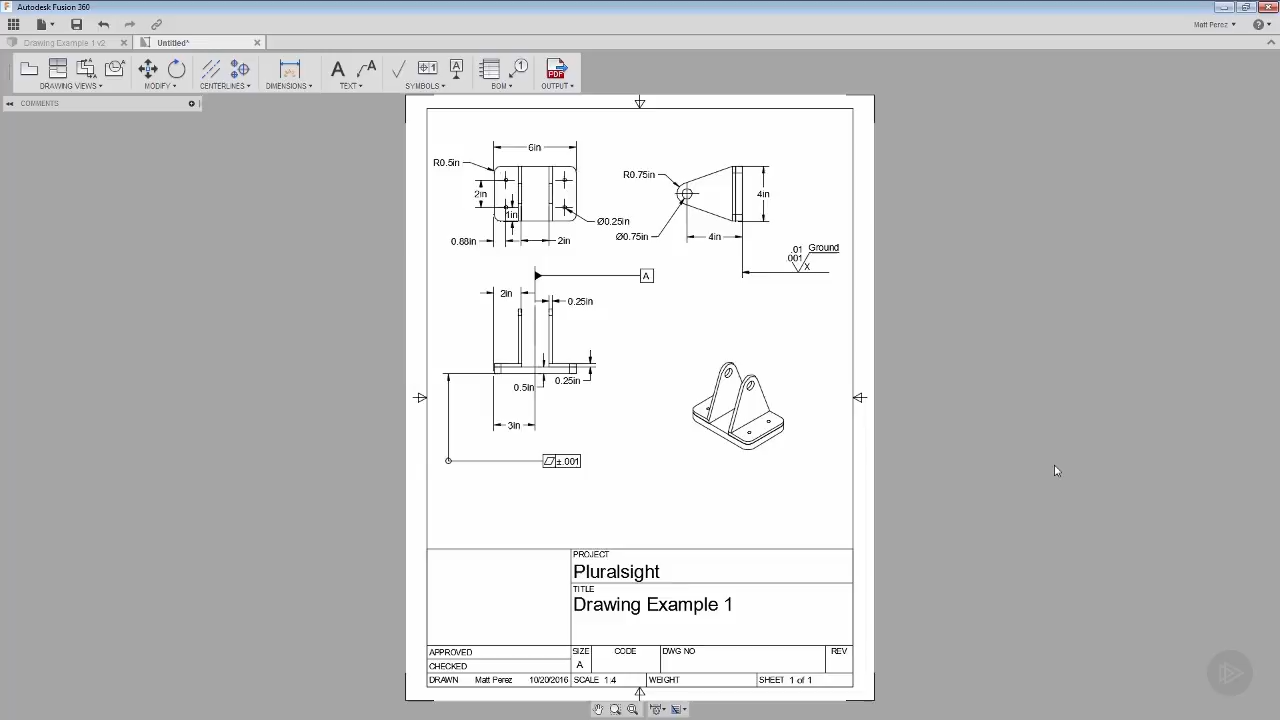 Autodesk Fusion 360
Matt Perez
Drawing Example 1 v2
Untitled*
DRAWING VIEWS
MODIFY
CENTERLINES
DIMENSIONS
TEXT
SYMBOLS
BOM
OUTPUT
COMMENTS
6in
R0.5in
2in
1in
Ø0.25in
0.88in
2in
R0.75in
4in
Ø0.75in
4in
.01 Ground
001
X
A
2in
0.25in
0.5in
0.25in
3in
±.001
PROJECT
Pluralsight
TITLE
Drawing Example 1
APPROVED
SIZE
CODE
DWG NO
REV
CHECKED
A
DRAWN Matt Perez 10/20/2016
SCALE 1:4
WEIGHT
SHEET 1 of 1